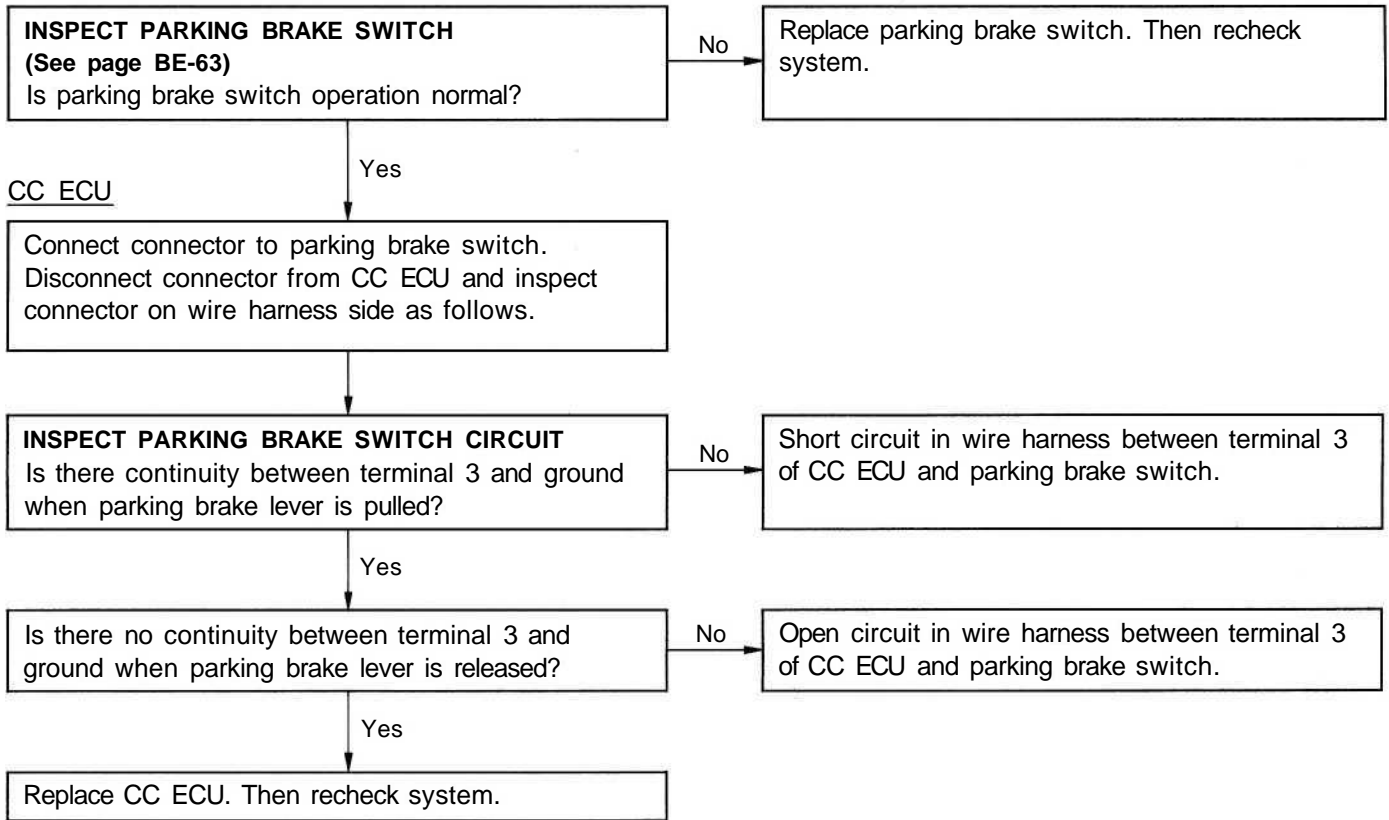 INSPECT PARKING BRAKE SWITCH
(See page BE-63)
Is parking brake switch operation normal?
No
Replace parking brake switch. Then recheck
system.
Yes
CC ECU
Connect connector to parking brake switch.
Disconnect connector from CC ECU and inspect
connector on wire harness side as follows.
INSPECT PARKING BRAKE SWITCH CIRCUIT
Is there continuity between terminal 3 and ground
when parking brake lever is pulled?
No
Short circuit in wire harness between terminal 3
of CC ECU and parking brake switch.
Yes
Is there no continuity between terminal 3 and
ground when parking brake lever is released?
No
Open circuit in wire harness between terminal 3
of CC ECU and parking brake switch.
Yes
Replace CC ECU. Then recheck system.